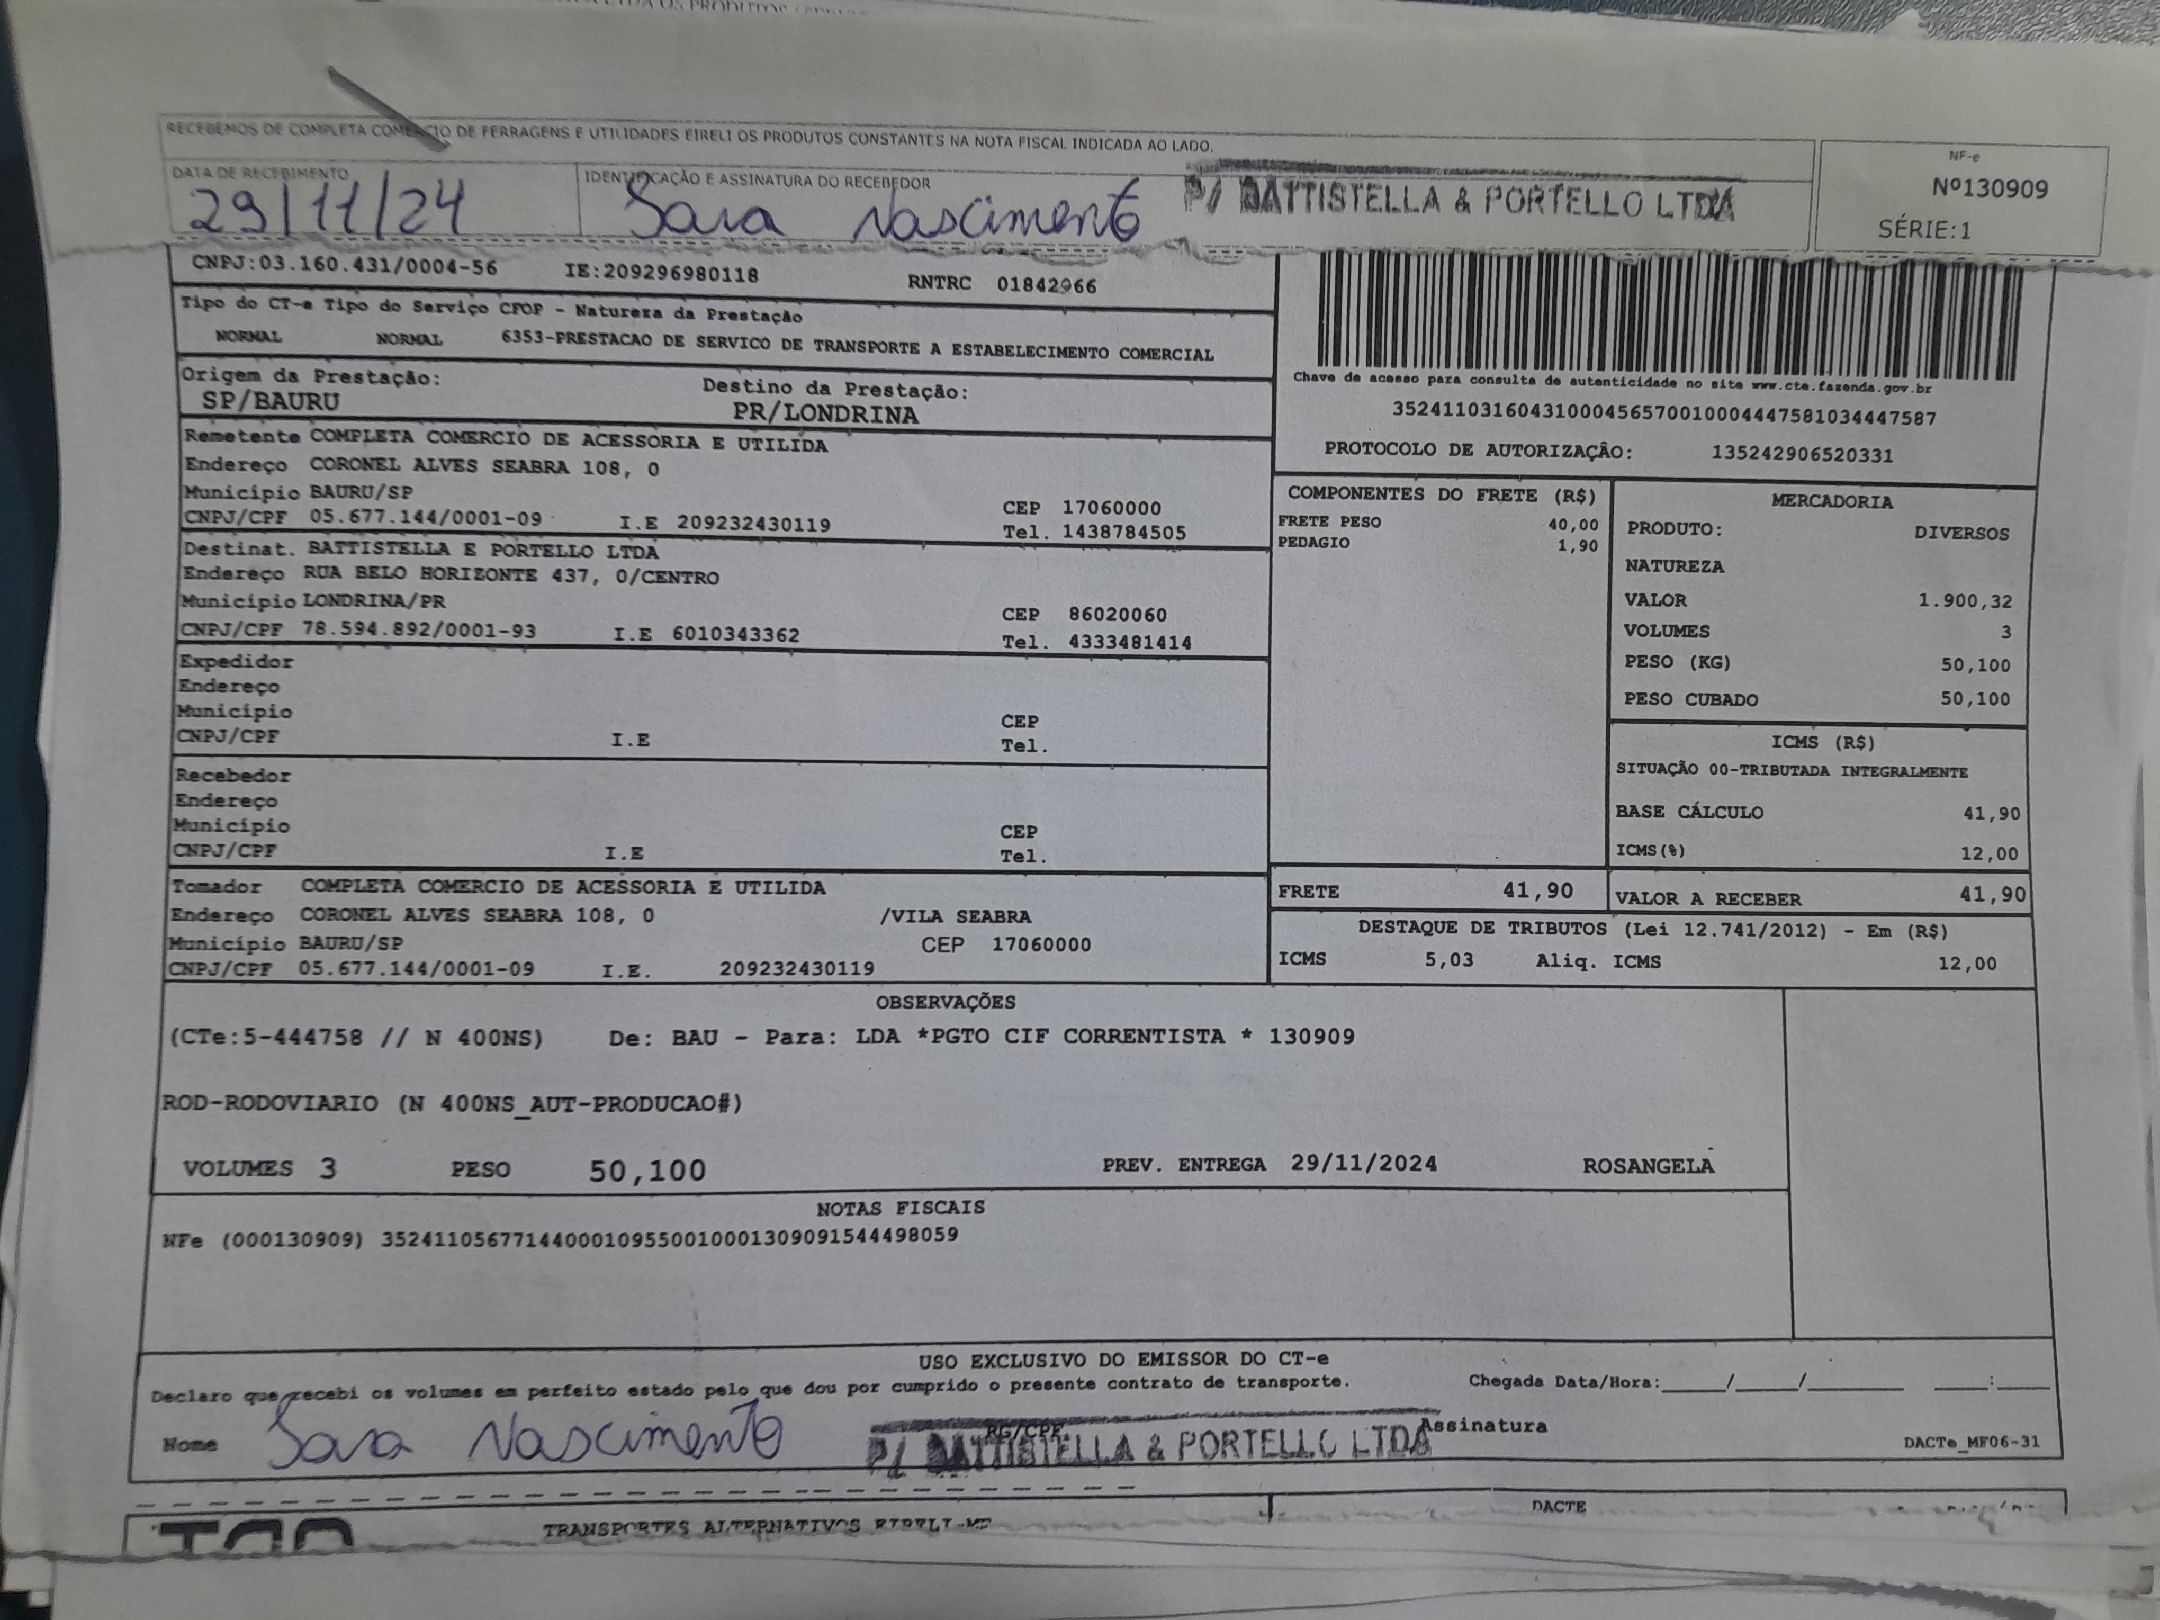 RECEBEMOS DE COMPLETA COMERCIO DE FERRAGENS E UTILIDADES EIRELI OS PRODUTOS CONSTANTES NA NOTA FISCAL INDICADA AO LADO.
DATA DE RECEBIMENTO
29/11/24
IDENTIFICAÇÃO E ASSINATURA DO RECEBEDOR
Sara Nascimento
P/ BATTISTELLA & PORTELLO LTDA
NF-e
Nº130909
SÉRIE:1
CNPJ:03.160.431/0004-56 IE:209296980118 RNTRC 01842966
Tipo do CT-e Tipo do Serviço CFOP - Natureza da Prestação
NORMAL NORMAL 6353-PRESTACAO DE SERVICO DE TRANSPORTE A ESTABELECIMENTO COMERCIAL
Origem da Prestação: Destino da Prestação:
SP/BAURU PR/LONDRINA
Chave de acesso para consulta de autenticidade no site www.cte.fazenda.gov.br
35241103160431000456570010004447581034447587
PROTOCOLO DE AUTORIZAÇÃO: 135242906520331
Remetente COMPLETA COMERCIO DE ACESSORIA E UTILIDA
Endereço CORONEL ALVES SEABRA 108, 0
Município BAURU/SP CEP 17060000
CNPJ/CPF 05.677.144/0001-09 I.E 209232430119 Tel. 1438784505
Destinat. BATTISTELLA E PORTELLO LTDA
Endereço RUA BELO HORIZONTE 437, 0/CENTRO
Município LONDRINA/PR CEP 86020060
CNPJ/CPF 78.594.892/0001-93 I.E 6010343362 Tel. 4333481414
Expedidor
Endereço
Município CEP
CNPJ/CPF I.E Tel.
Recebedor
Endereço
Município CEP
CNPJ/CPF I.E Tel.
Tomador COMPLETA COMERCIO DE ACESSORIA E UTILIDA
Endereço CORONEL ALVES SEABRA 108, 0 /VILA SEABRA
Município BAURU/SP CEP 17060000
CNPJ/CPF 05.677.144/0001-09 I.E. 209232430119
COMPONENTES DO FRETE (R$)
FRETE PESO 40,00
PEDAGIO 1,90
FRETE 41,90
MERCADORIA
PRODUTO: DIVERSOS
NATUREZA
VALOR 1.900,32
VOLUMES 3
PESO (KG) 50,100
PESO CUBADO 50,100
ICMS (R$)
SITUAÇÃO 00-TRIBUTADA INTEGRALMENTE
BASE CÁLCULO 41,90
ICMS(%) 12,00
VALOR A RECEBER 41,90
DESTAQUE DE TRIBUTOS (Lei 12.741/2012) - Em (R$)
ICMS 5,03 Aliq. ICMS 12,00
OBSERVAÇÕES
(CTe:5-444758 // N 400NS) De: BAU - Para: LDA *PGTO CIF CORRENTISTA * 130909
ROD-RODOVIARIO (N 400NS_AUT-PRODUCAO#)
VOLUMES 3 PESO 50,100 PREV. ENTREGA 29/11/2024 ROSANGELA
NOTAS FISCAIS
NFe (000130909) 35241105677144000109550010001309091544498059
USO EXCLUSIVO DO EMISSOR DO CT-e
Declaro que recebi os volumes em perfeito estado pelo que dou por cumprido o presente contrato de transporte. Chegada Data/Hora:____/____/______ ___:___
Nome Sara Nascimento RG/CPF Assinatura
P/ BATTISTELLA & PORTELLO LTDA
DACTe_MF06-31
DACTE
TRANSPORTES ALTERNATIVOS EIRELI-ME